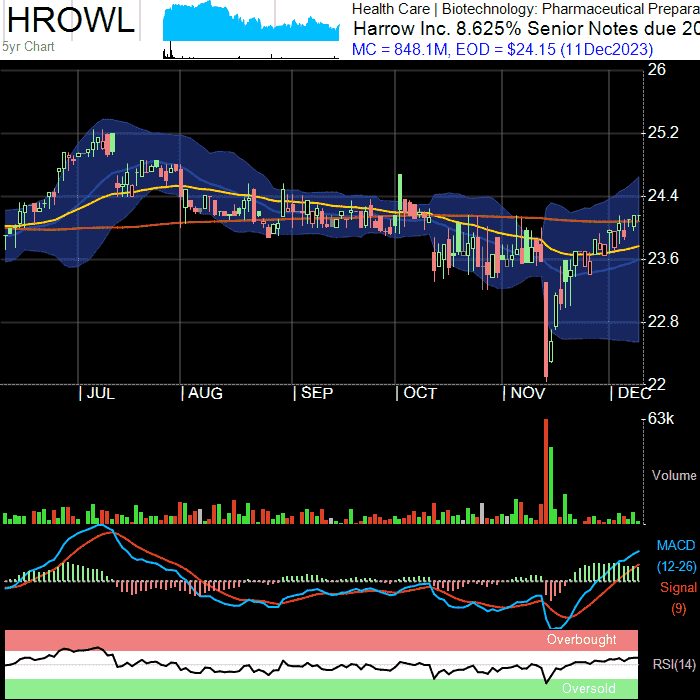 HROWL
5yr Chart
Health Care | Biotechnology: Pharmaceutical Prepara
Harrow Inc. 8.625% Senior Notes due 20
MC = 848.1M, EOD = $24.15 (11Dec2023)
26
25.2
24.4
23.6
22.8
22
JUL AUG SEP OCT NOV DEC
63k
Volume
MACD
(12-26)
Signal
(9)
Overbought
RSI(14)
Oversold